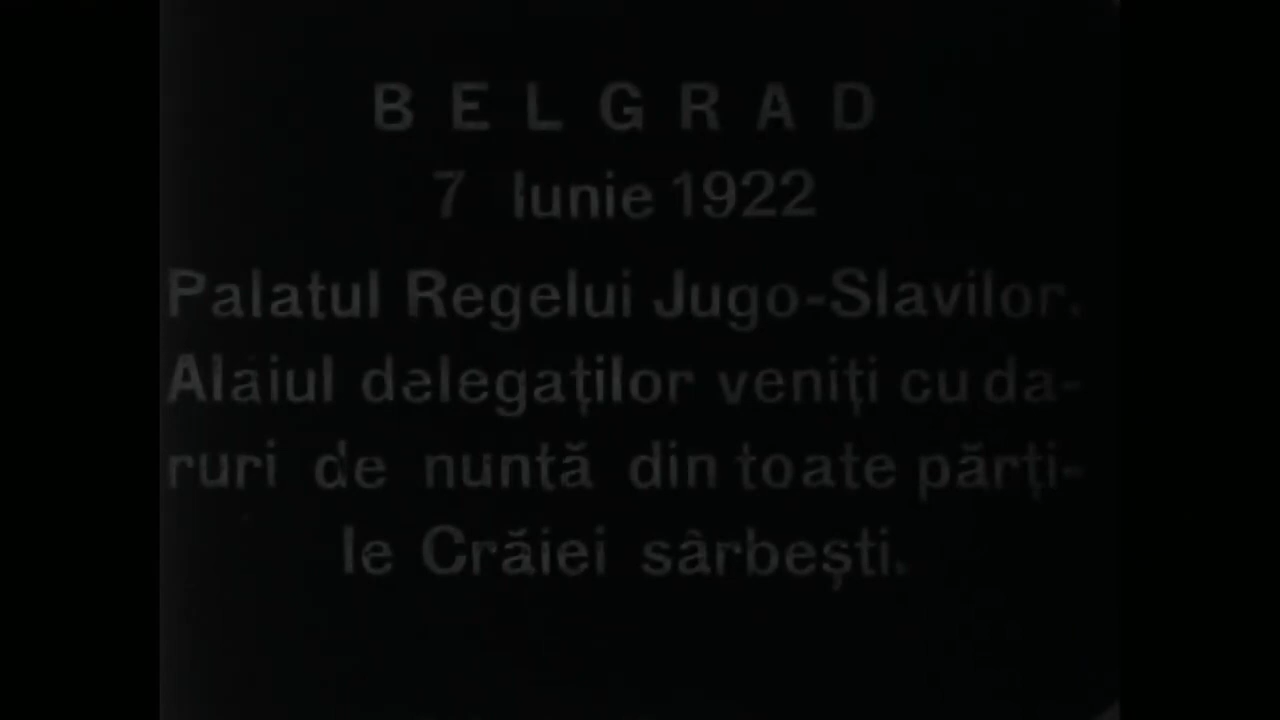 BELGRAD
7 Iunie 1922
Palatul Regelui Jugo-Slavilor.
Alaiul delegaților veniți cu da-
ruri de nuntă din toate părți-
le Crăiei sârbești.